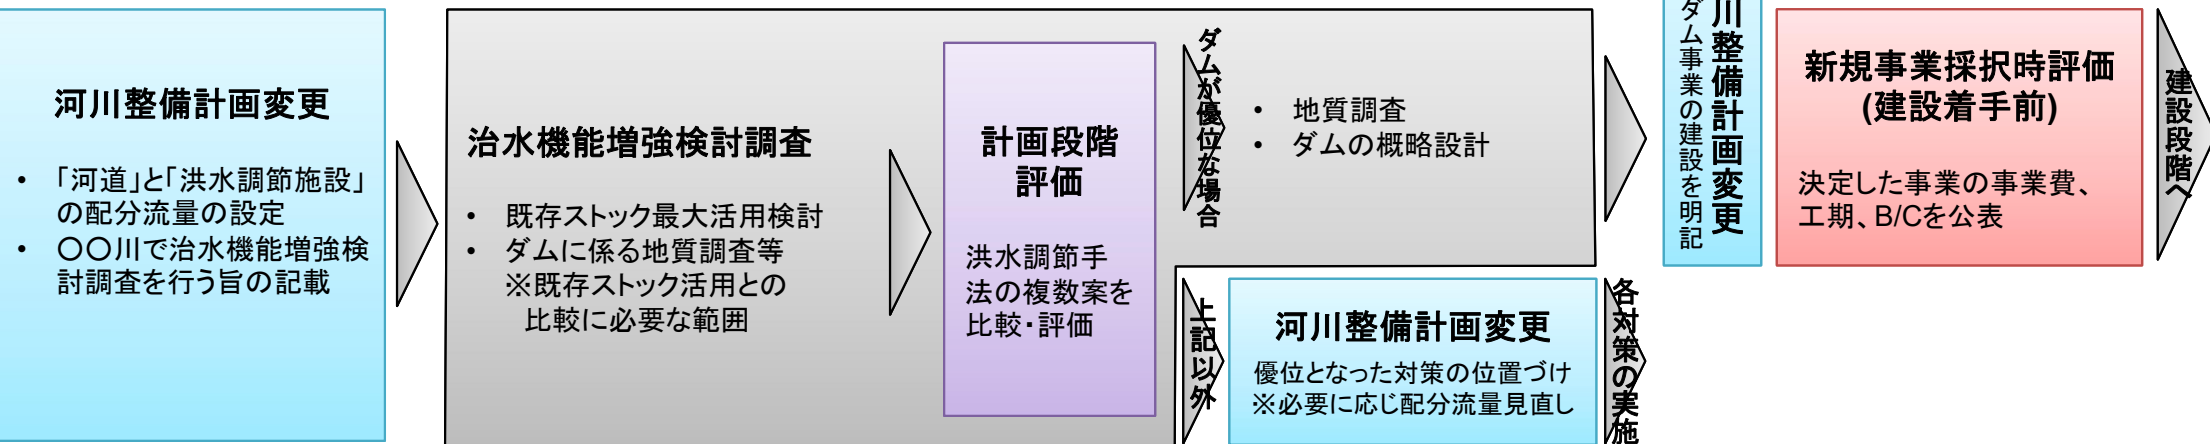 河川整備計画変更
• 「河道」と「洪水調節施設」
の配分流量の設定
• 〇〇川で治水機能増強検
討調査を行う旨の記載
治水機能増強検討調査
• 既存ストック最大活用検討
• ダムに係る地質調査等
※既存ストック活用との
比較に必要な範囲
計画段階
評価
洪水調節手
法の複数案を
比較・評価
ダムが優位な場合
• 地質調査
• ダムの概略設計
上記以外
河川整備計画変更
優位となった対策の位置づけ
※必要に応じ配分流量見直し
各対策の実施
川整備計画変更
ダム事業の建設を明記
新規事業採択時評価
(建設着手前)
決定した事業の事業費、
工期、B/Cを公表
建設段階へ